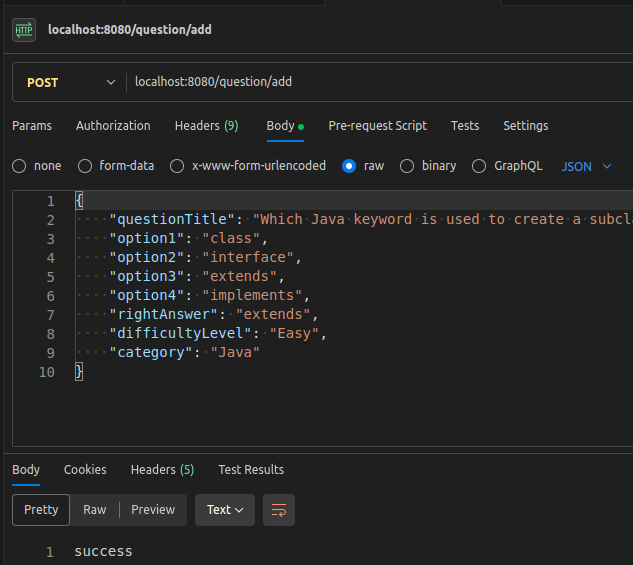 HTTP localhost:8080/question/add
POST localhost:8080/question/add
Params Authorization Headers (9) Body Pre-request Script Tests Settings
none form-data x-www-form-urlencoded raw binary GraphQL JSON
1 {
2 "questionTitle": "Which Java keyword is used to create a subcla
3 "option1": "class",
4 "option2": "interface",
5 "option3": "extends",
6 "option4": "implements",
7 "rightAnswer": "extends",
8 "difficultyLevel": "Easy",
9 "category": "Java"
10 }
Body Cookies Headers (5) Test Results
Pretty Raw Preview Text
1 success